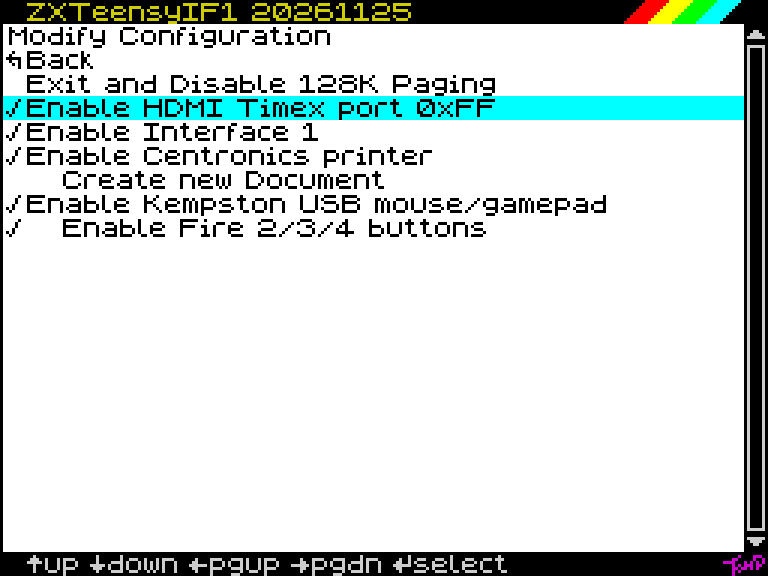 ZXTeensyIF1 20261125
Modify Configuration
↰Back
Exit and Disable 128K Paging
✓Enable HDMI Timex port 0xFF
✓Enable Interface 1
✓Enable Centronics printer
Create new Document
✓Enable Kempston USB mouse/gamepad
✓ Enable Fire 2/3/4 buttons
↑up ↓down ←pgup →pgdn ↵select